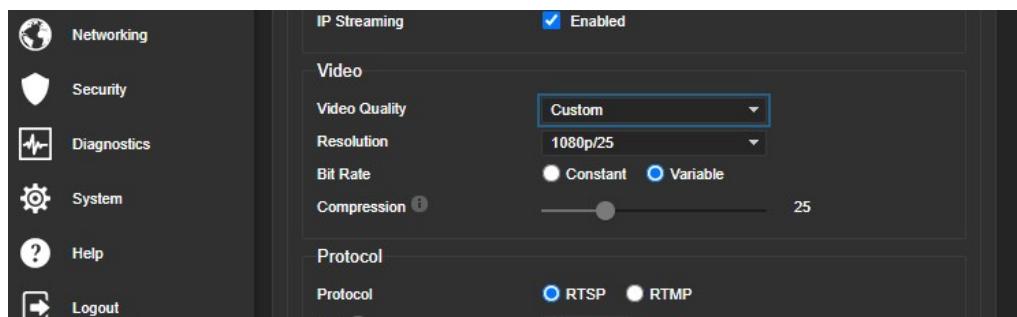 Networking
Security
Diagnostics
System
Help
Logout
IP Streaming Enabled
Video
Video Quality Custom
Resolution 1080p/25
Bit Rate Constant Variable
Compression i 25
Protocol
Protocol RTSP RTMP